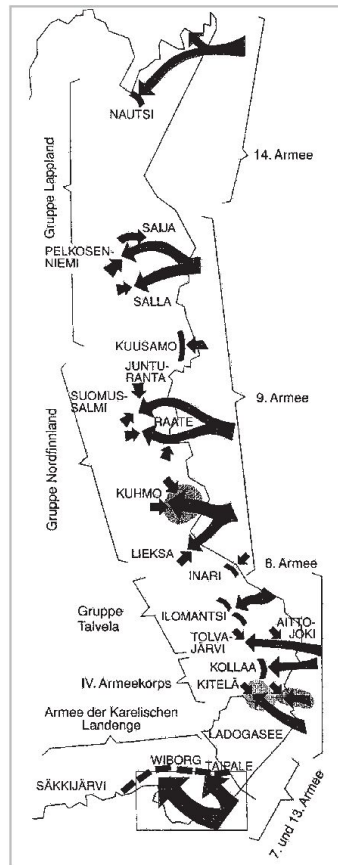 NAUTSI
14. Armee
Gruppe Lappland
SAIJA
PELKOSEN-
NIEMI
SALLA
KUUSAMO
JUNTU-
RANTA
SUOMUS-
SALMI
RAATE
9. Armee
Gruppe Nordfinnland
KUHMO
LIEKSA
INARI
8. Armee
Gruppe
Talvela
ILOMANTSI
AITTO-
JOKI
TOLVA-
JÄRVI
KOLLAA
IV. Armeekorps
KITELÄ
Armee der Karelischen
Landenge
LADOGASEE
WIBORG
TAIPALE
SÄKKIJÄRVI
7. und 13. Armee